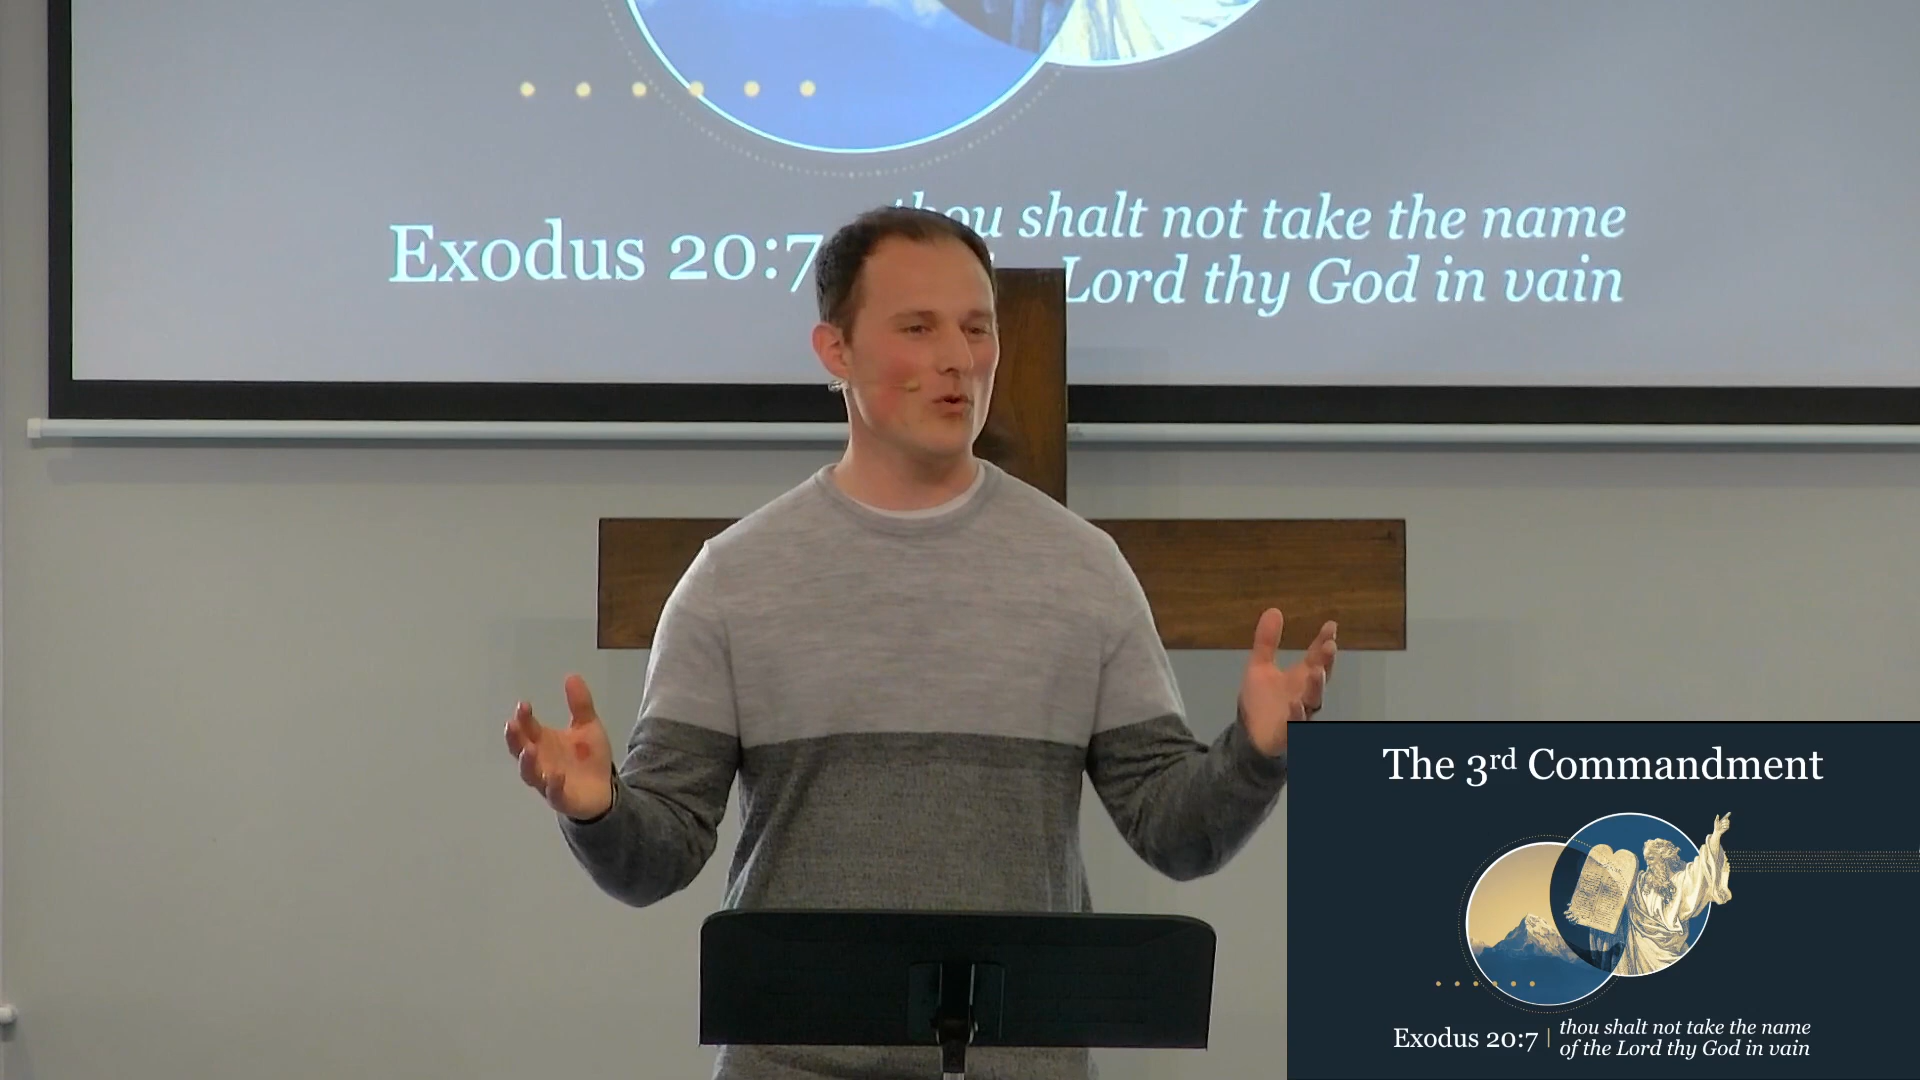 Exodus 20:7
thou shalt not take the name
Lord thy God in vain
The 3rd Commandment
Exodus 20:7 | thou shalt not take the name
of the Lord thy God in vain